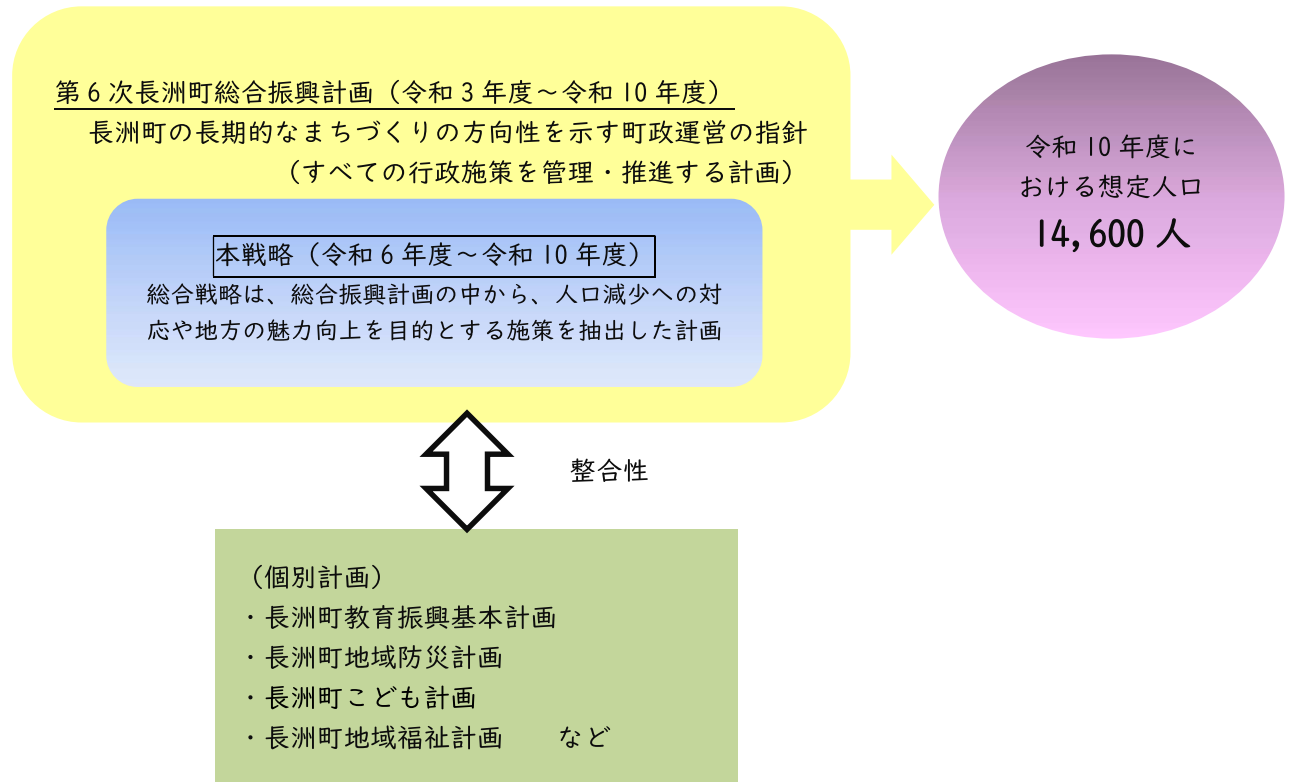 第６次長洲町総合振興計画（令和３年度～令和10年度）
長洲町の長期的なまちづくりの方向性を示す町政運営の指針
（すべての行政施策を管理・推進する計画）
本戦略（令和６年度～令和10年度）
総合戦略は、総合振興計画の中から、人口減少への対
応や地方の魅力向上を目的とする施策を抽出した計画
令和10年度に
おける想定人口
14,600人
整合性
（個別計画）
・長洲町教育振興基本計画
・長洲町地域防災計画
・長洲町こども計画
・長洲町地域福祉計画　　など